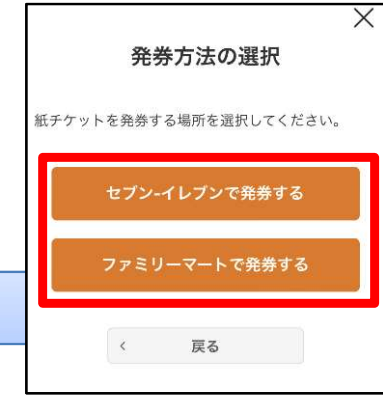 発券方法の選択
紙チケットを発券する場所を選択してください。
セブン-イレブンで発券する
ファミリーマートで発券する
戻る